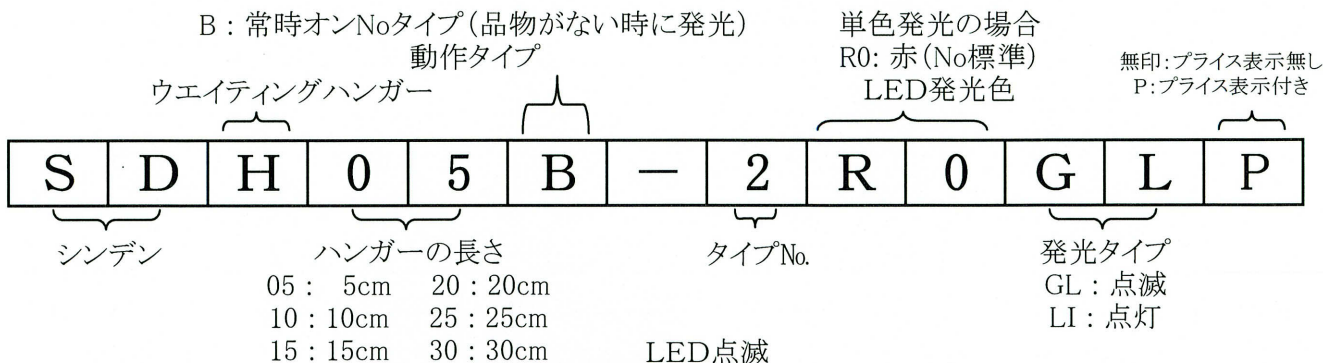 B：常時オンNoタイプ（品物がない時に発光）
動作タイプ
ウエイティングハンガー
単色発光の場合
R0：赤（No標準）
LED発光色
無印：プライス表示無し
P：プライス表示付き
S D H 0 5 B － 2 R 0 G L P
シンデン
ハンガーの長さ
05： 5cm 20：20cm
10：10cm 25：25cm
15：15cm 30：30cm
タイプNo.
LED点滅
発光タイプ
GL：点滅
LI：点灯